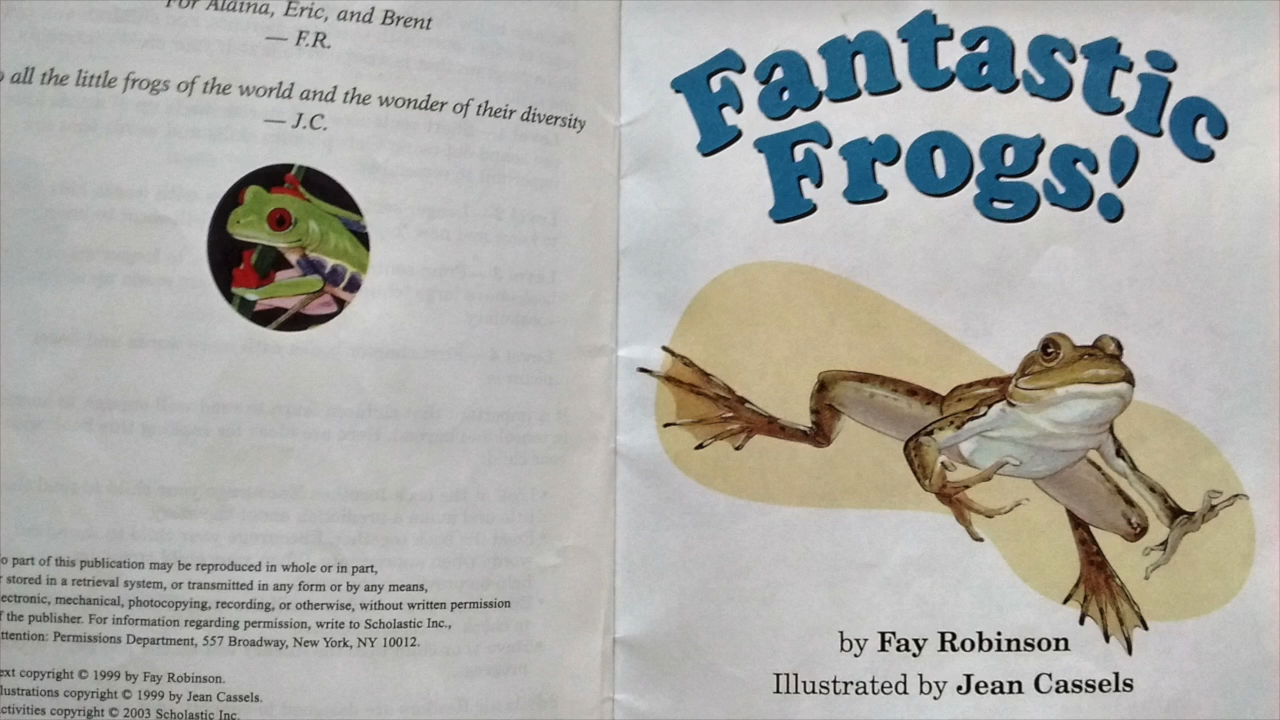 For Alaina, Eric, and Brent
— F.R.
all the little frogs of the world and the wonder of their diversity
— J.C.
o part of this publication may be reproduced in whole or in part,
stored in a retrieval system, or transmitted in any form or by any means,
ectronic, mechanical, photocopying, recording, or otherwise, without written permission
f the publisher. For information regarding permission, write to Scholastic Inc.,
ttention: Permissions Department, 557 Broadway, New York, NY 10012.
ext copyright © 1999 by Fay Robinson.
lustrations copyright © 1999 by Jean Cassels.
ctivities copyright © 2003 Scholastic Inc.
Fantastic
Frogs!
by Fay Robinson
Illustrated by Jean Cassels